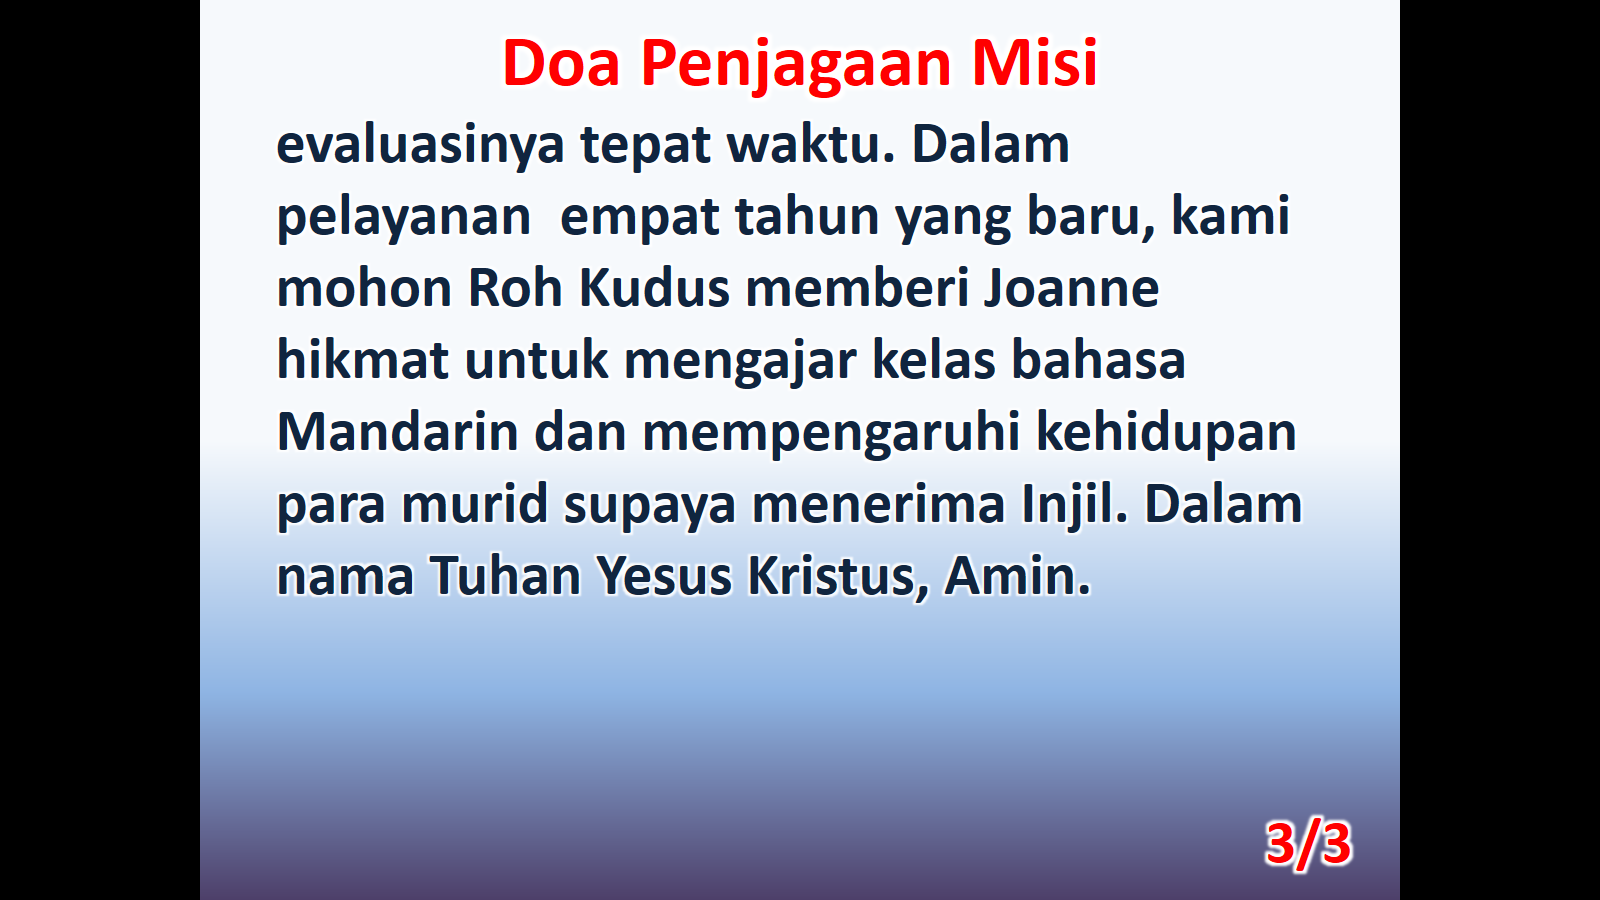 Doa Penjagaan Misi
evaluasinya tepat waktu. Dalam
pelayanan  empat tahun yang baru, kami
mohon Roh Kudus memberi Joanne
hikmat untuk mengajar kelas bahasa
Mandarin dan mempengaruhi kehidupan
para murid supaya menerima Injil. Dalam
nama Tuhan Yesus Kristus, Amin.
3/3